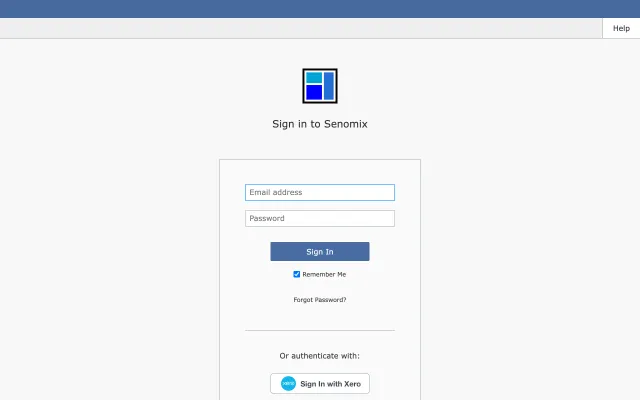 Help
Sign in to Senomix
Email address
Password
Sign In
Remember Me
Forgot Password?
Or authenticate with:
xero Sign In with Xero